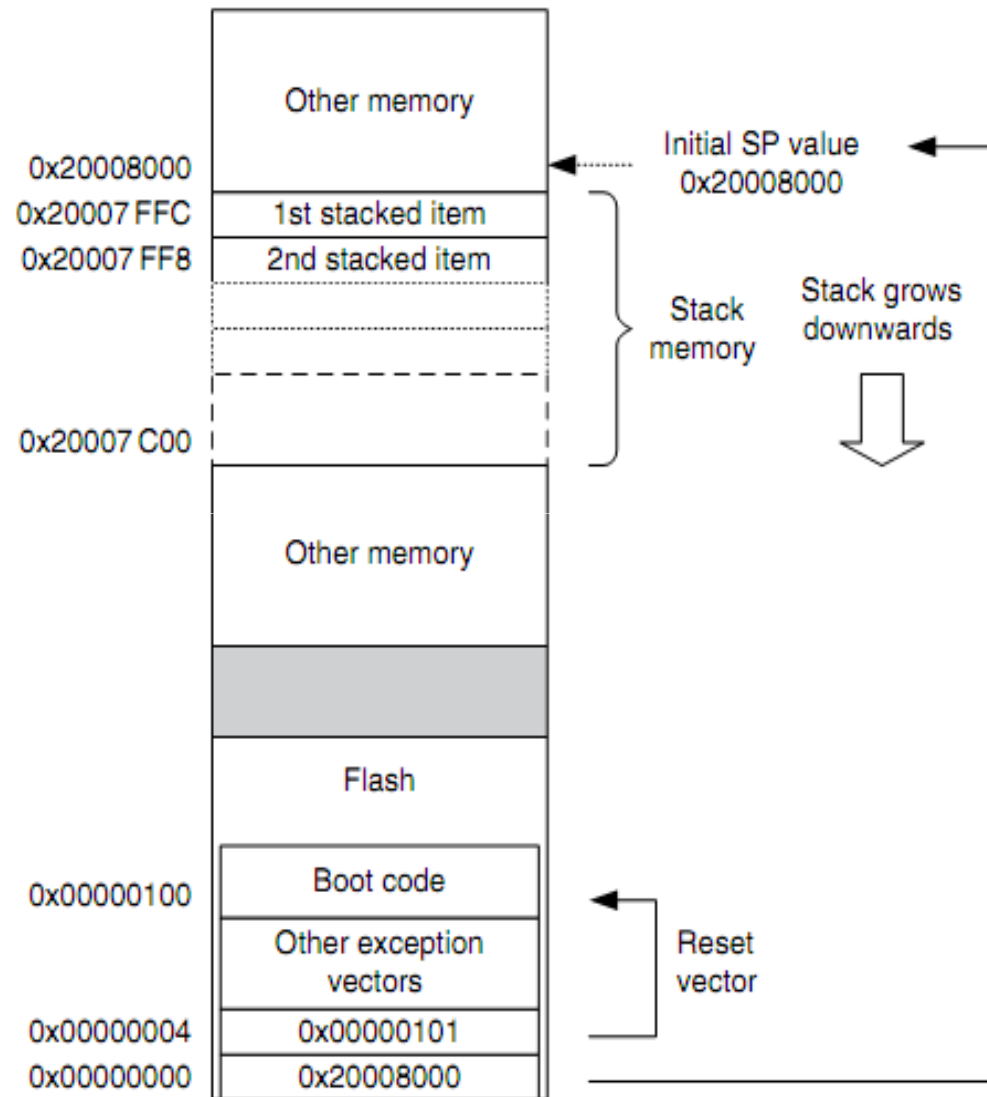 Other memory
Initial SP value
0x20008000
0x20008000
0x20007 FFC
1st stacked item
0x20007 FF8
2nd stacked item
Stack
memory
Stack grows
downwards
0x20007 C00
Other memory
Flash
Boot code
0x00000100
Other exception
vectors
Reset
vector
0x00000004
0x00000101
0x00000000
0x20008000